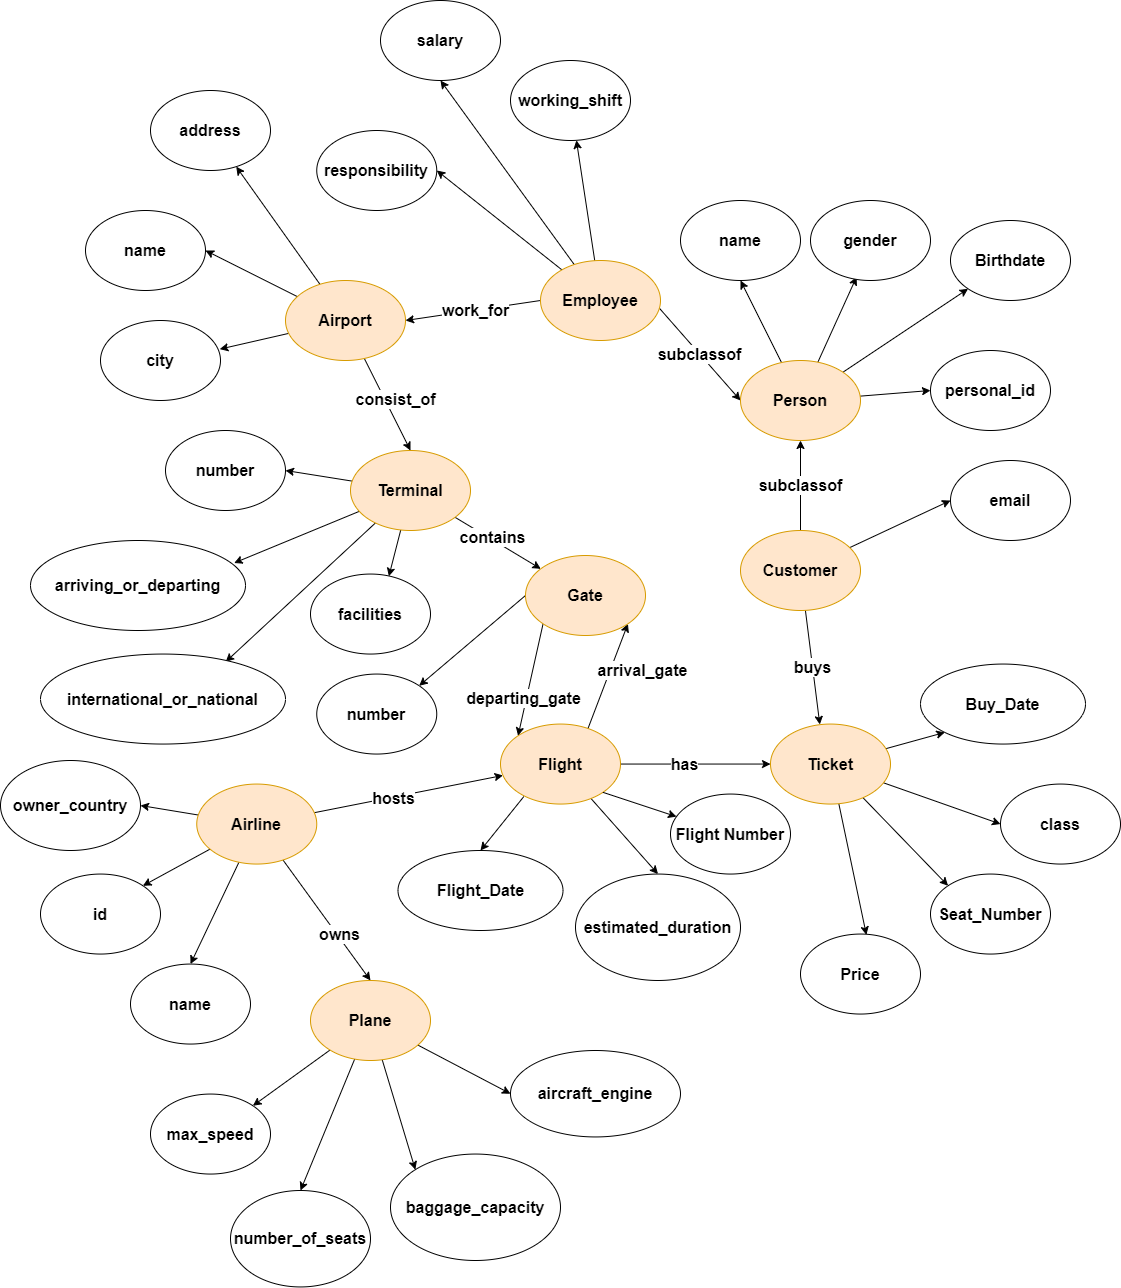 salary
working_shift
address
responsibility
name
gender
name
Birthdate
Employee
work_for
Airport
subclassof
city
personal_id
Person
consist_of
number
subclassof
Terminal
email
contains
Customer
arriving_or_departing
Gate
facilities
buys
arrival_gate
international_or_national
departing_gate
Buy_Date
number
Flight
has
Ticket
hosts
owner_country
Airline
class
Flight Number
Flight_Date
id
Seat_Number
estimated_duration
owns
Price
name
Plane
aircraft_engine
max_speed
baggage_capacity
number_of_seats